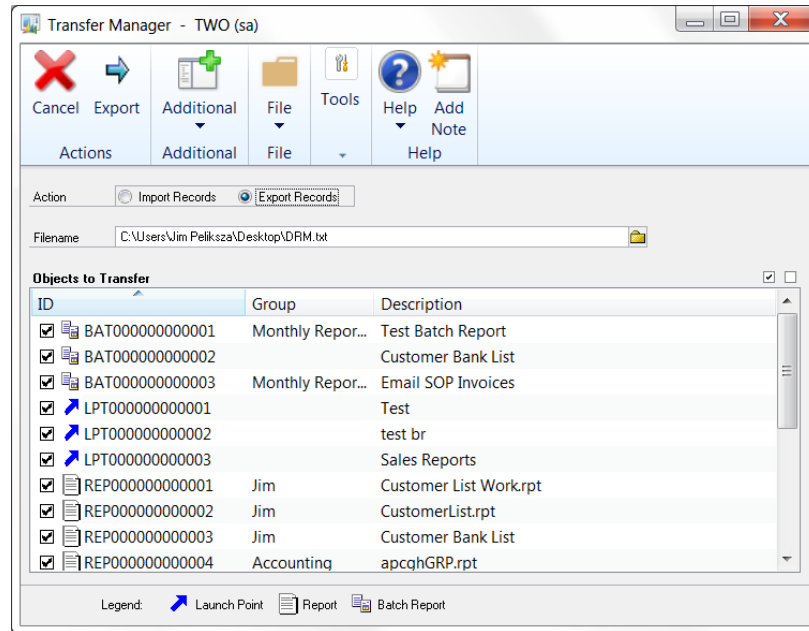 Transfer Manager - TWO (sa)
Cancel Export Additional File Tools Help Add Note
Actions Additional File Help
Action Import Records Export Records
Filename C:\Users\Jim Peliksza\Desktop\DRM.txt
Objects to Transfer
ID Group Description
BAT000000000001 Monthly Repor... Test Batch Report
BAT000000000002 Customer Bank List
BAT000000000003 Monthly Repor... Email SOP Invoices
LPT000000000001 Test
LPT000000000002 test br
LPT000000000003 Sales Reports
REP000000000001 Jim Customer List Work.rpt
REP000000000002 Jim CustomerList.rpt
REP000000000003 Jim Customer Bank List
REP000000000004 Accounting apcqhGRP.rpt
Legend: Launch Point Report Batch Report